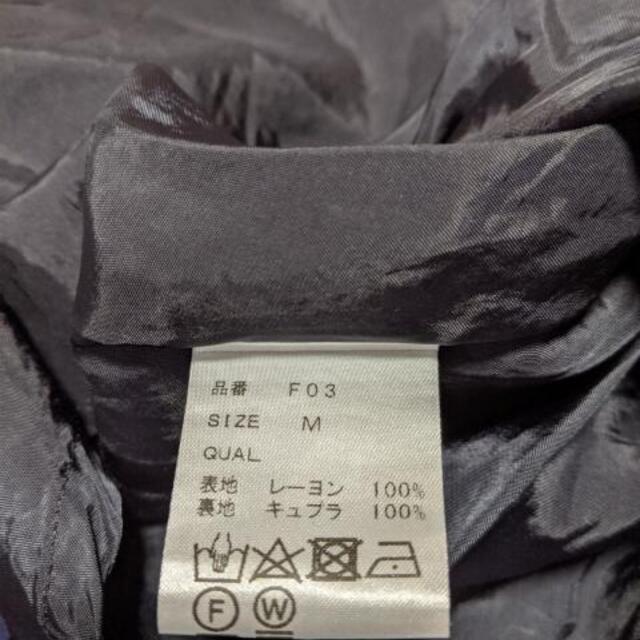 品番 F03
SIZE M
QUAL
表地 レーヨン 100%
裏地 キュプラ 100%
F W